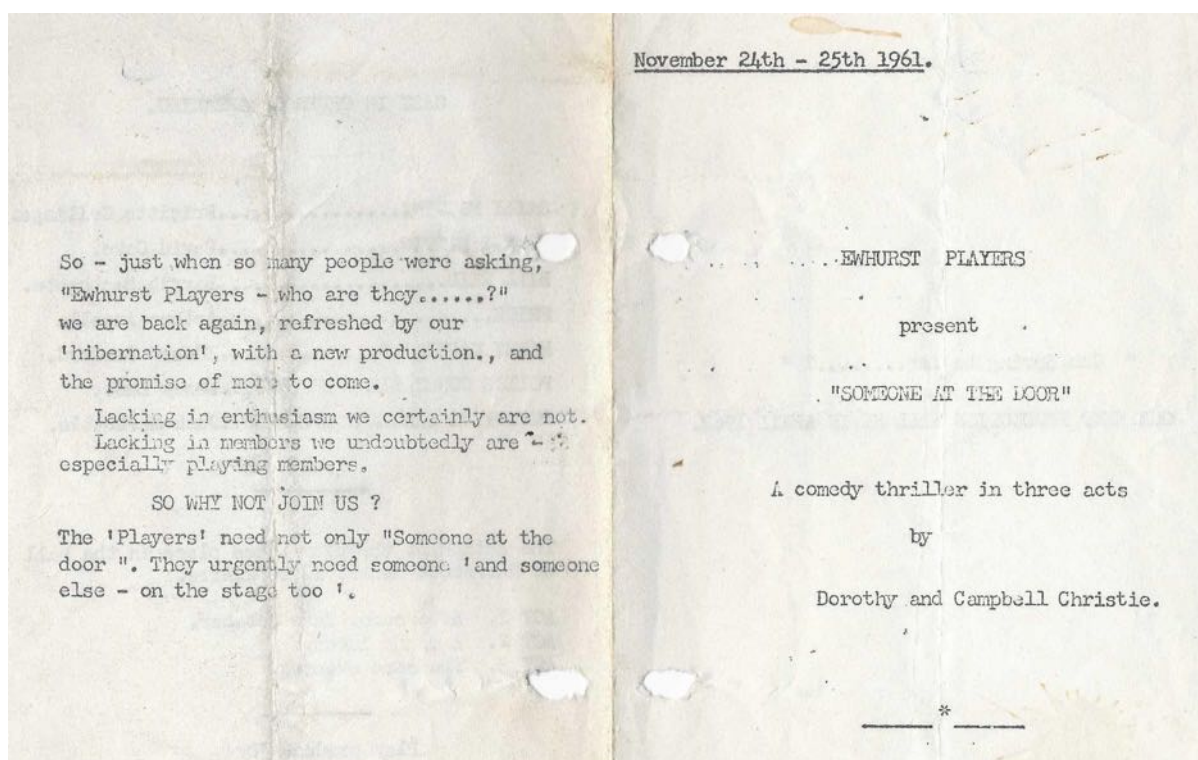 So - just when so many people were asking,
"Ewhurst Players - who are they......?"
we are back again, refreshed by our
'hibernation', with a new production., and
the promise of more to come.
Lacking in enthusiasm we certainly are not.
Lacking in members we undoubtedly are -
especially playing members.
SO WHY NOT JOIN US ?
The 'Players' need not only "Someone at the
door ". They urgently need someone 'and someone
else - on the stage too '.
November 24th - 25th 1961.
EWHURST PLAYERS
present
"SOMEONE AT THE DOOR"
A comedy thriller in three acts
by
Dorothy and Campbell Christie.
*